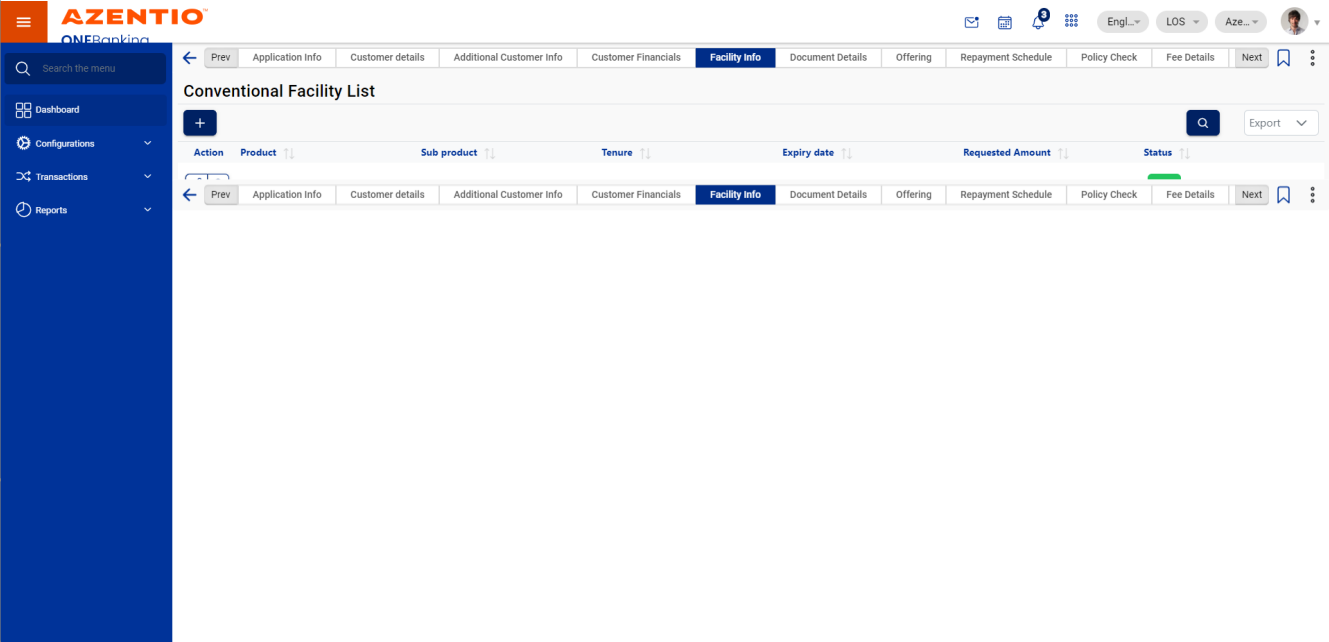 AZENTIO™
ONEBanking
3
Engl...
LOS
Aze...
Search the menu
Dashboard
Configurations
Transactions
Reports
Prev Application Info Customer details Additional Customer Info Customer Financials Facility Info Document Details Offering Repayment Schedule Policy Check Fee Details Next
Conventional Facility List
+
Export
Action Product Sub product Tenure Expiry date Requested Amount Status
Prev Application Info Customer details Additional Customer Info Customer Financials Facility Info Document Details Offering Repayment Schedule Policy Check Fee Details Next